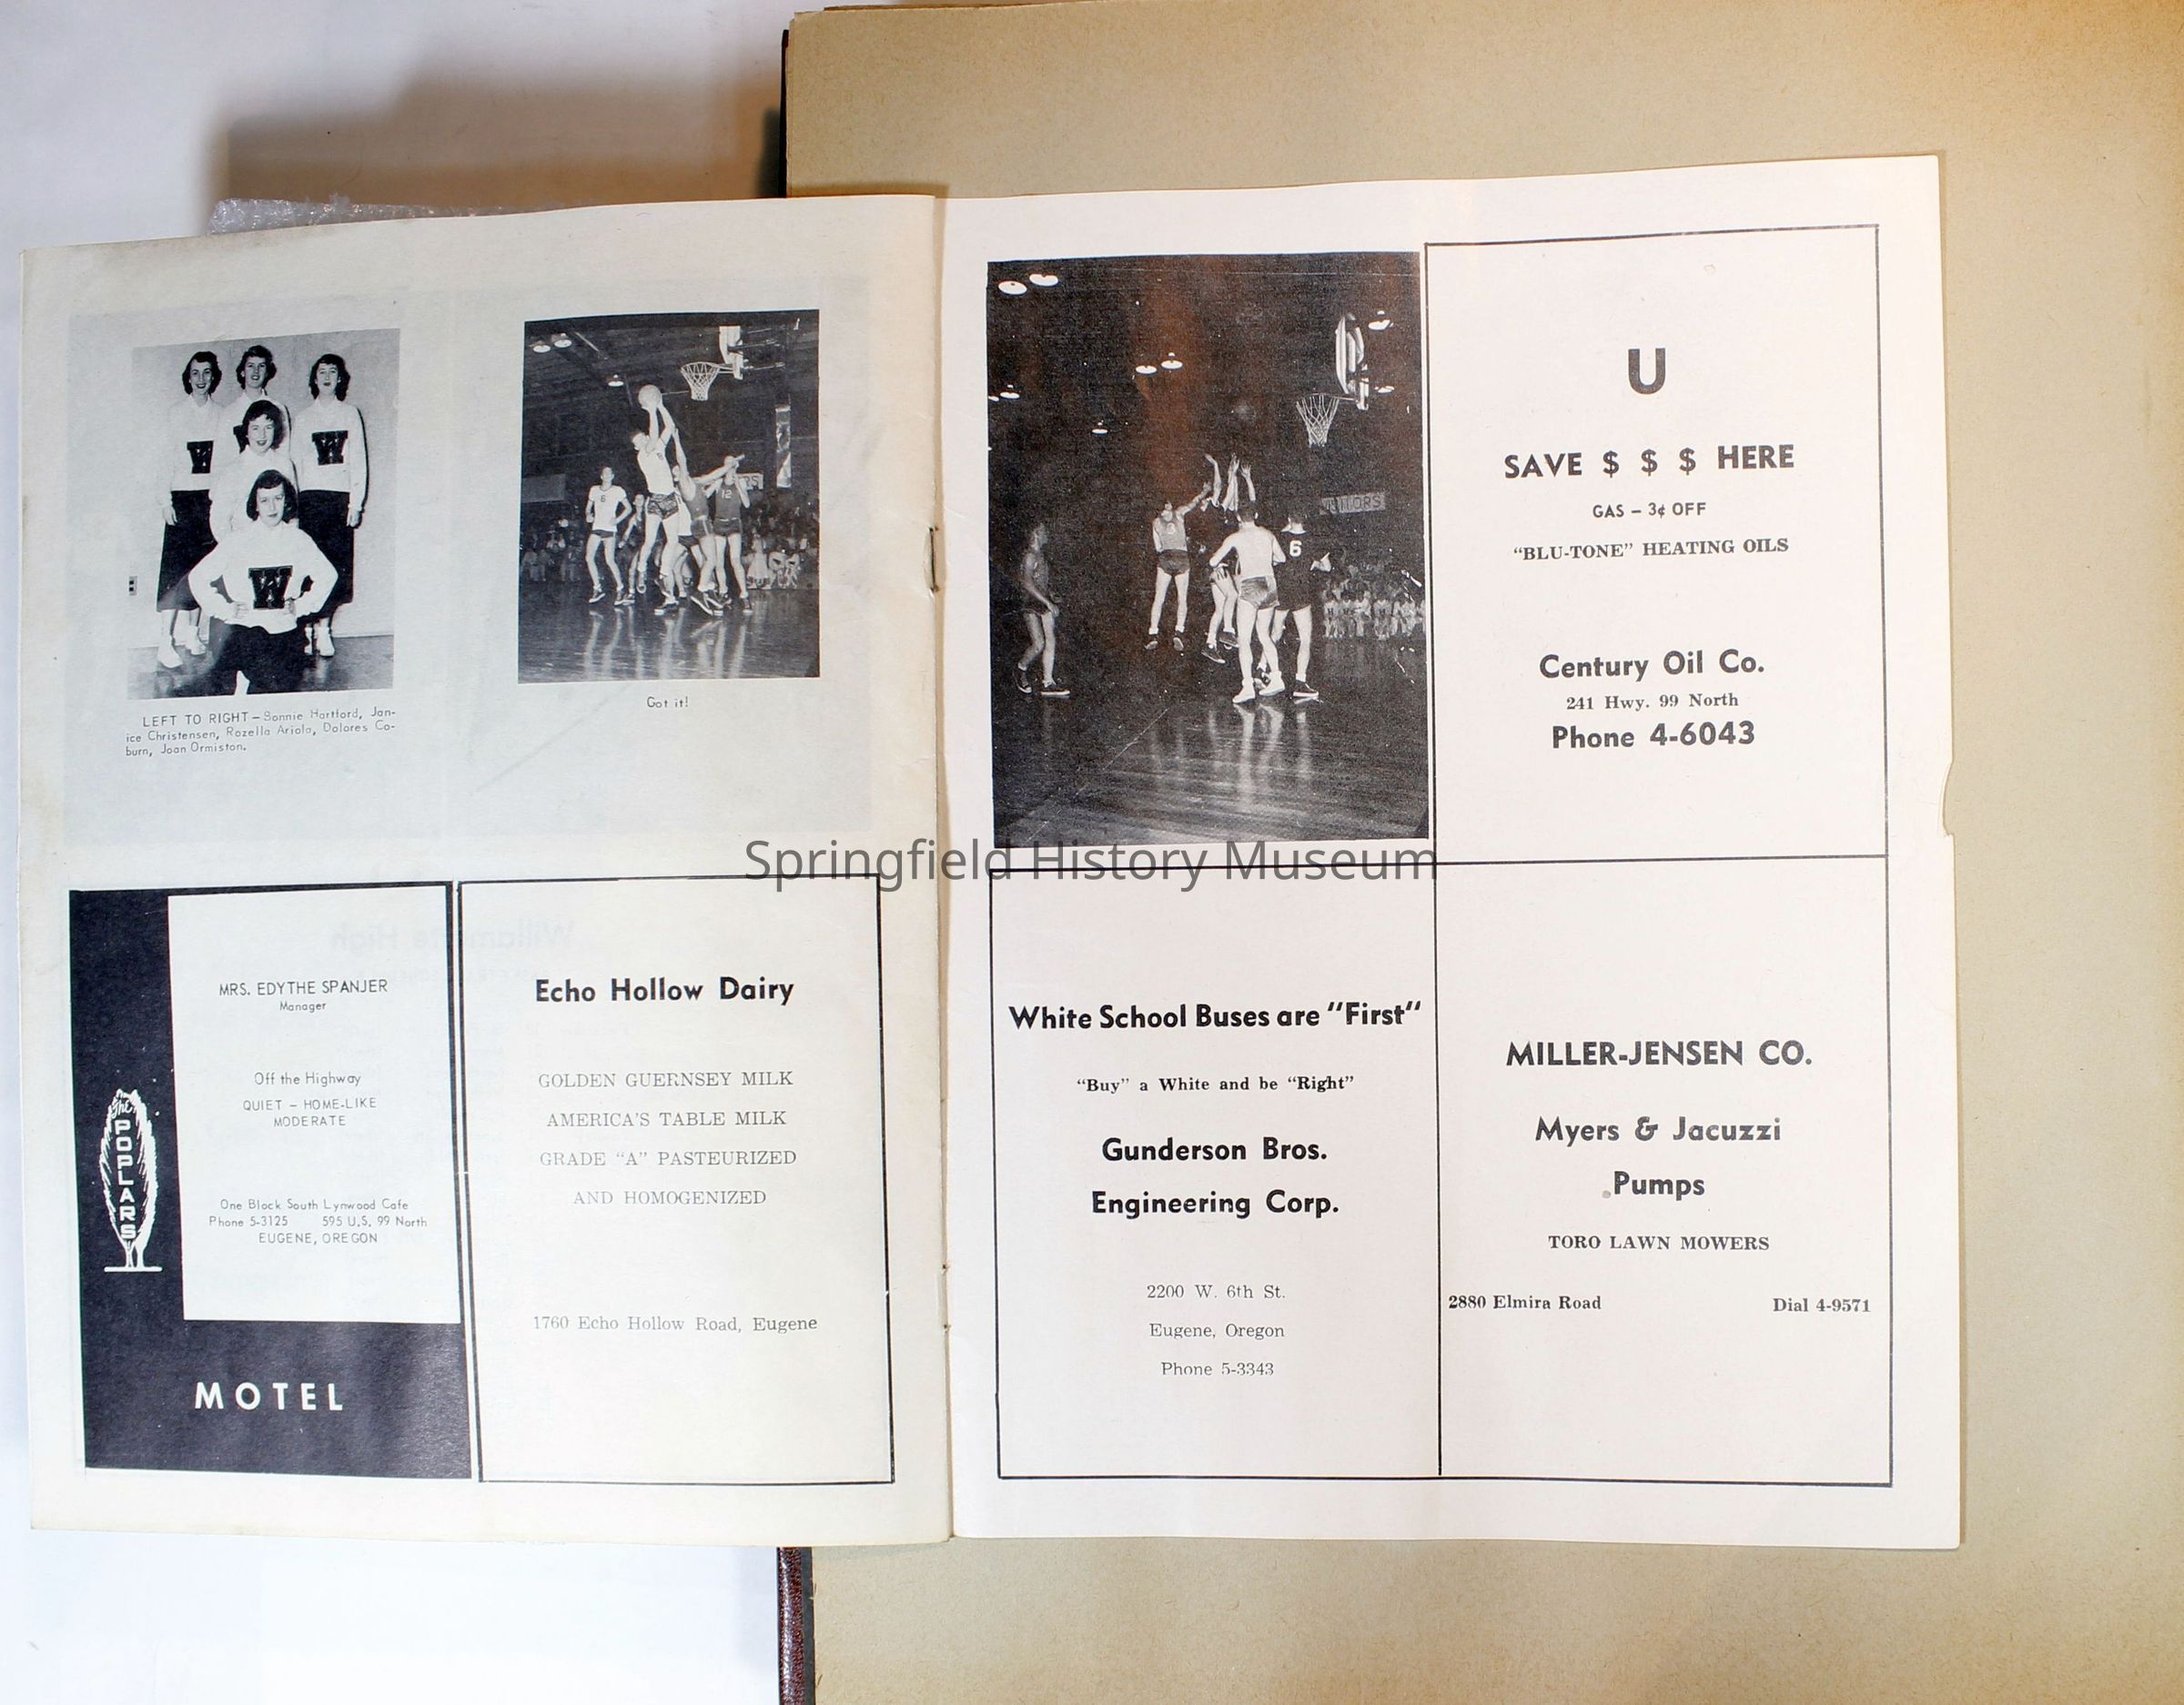 W
W
W
LEFT TO RIGHT – Bonnie Hartford, Jan-
ice Christensen, Rozella Ariola, Dolores Co-
burn, Joan Ormiston.
6
12
RS
Got it!
The
POPLARS
MRS. EDYTHE SPANJER
Manager
Off the Highway
QUIET – HOME-LIKE
MODERATE
One Block South Lynwood Cafe
Phone 5-3125 595 U.S. 99 North
EUGENE, OREGON
MOTEL
Echo Hollow Dairy
GOLDEN GUERNSEY MILK
AMERICA'S TABLE MILK
GRADE "A" PASTEURIZED
AND HOMOGENIZED
1760 Echo Hollow Road, Eugene
6
U
SAVE $ $ $ HERE
GAS – 3¢ OFF
"BLU-TONE" HEATING OILS
Century Oil Co.
241 Hwy. 99 North
Phone 4-6043
Springfield History Museum
White School Buses are "First"
"Buy" a White and be "Right"
Gunderson Bros.
Engineering Corp.
2200 W. 6th St.
Eugene, Oregon
Phone 5-3343
MILLER-JENSEN CO.
Myers & Jacuzzi
Pumps
TORO LAWN MOWERS
2880 Elmira Road Dial 4-9571